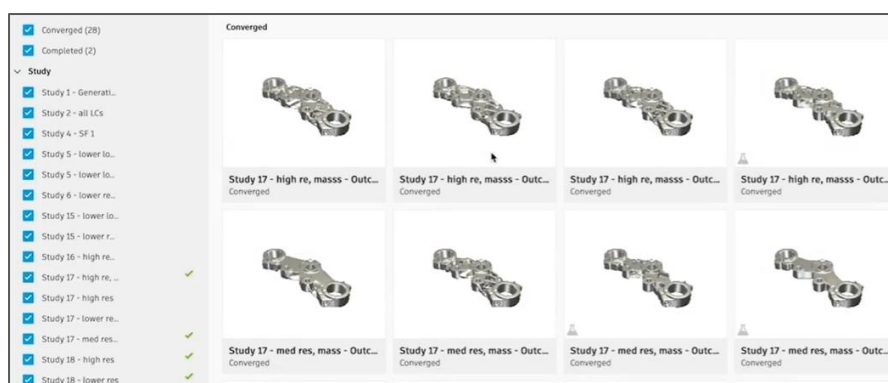 Converged (28)
Completed (2)
Study
Study 1 - Generati...
Study 2 - all LCs
Study 4 - SF 1
Study 5 - lower lo...
Study 5 - lower lo...
Study 6 - lower re...
Study 15 - lower lo...
Study 15 - lower r...
Study 16 - high re...
Study 17 - high re, ...
Study 17 - high res
Study 17 - lower re...
Study 17 - med res...
Study 18 - high res
Study 18 - lower res
Converged
Study 17 - high re, masss - Outc...
Converged
Study 17 - high re, masss - Outc...
Converged
Study 17 - high re, masss - Outc...
Converged
Study 17 - high re, masss - Outc...
Converged
Study 17 - med res, mass - Outc...
Converged
Study 17 - med res, mass - Outc...
Converged
Study 17 - med res, mass - Outc...
Converged
Study 17 - med res, mass - Outc...
Converged